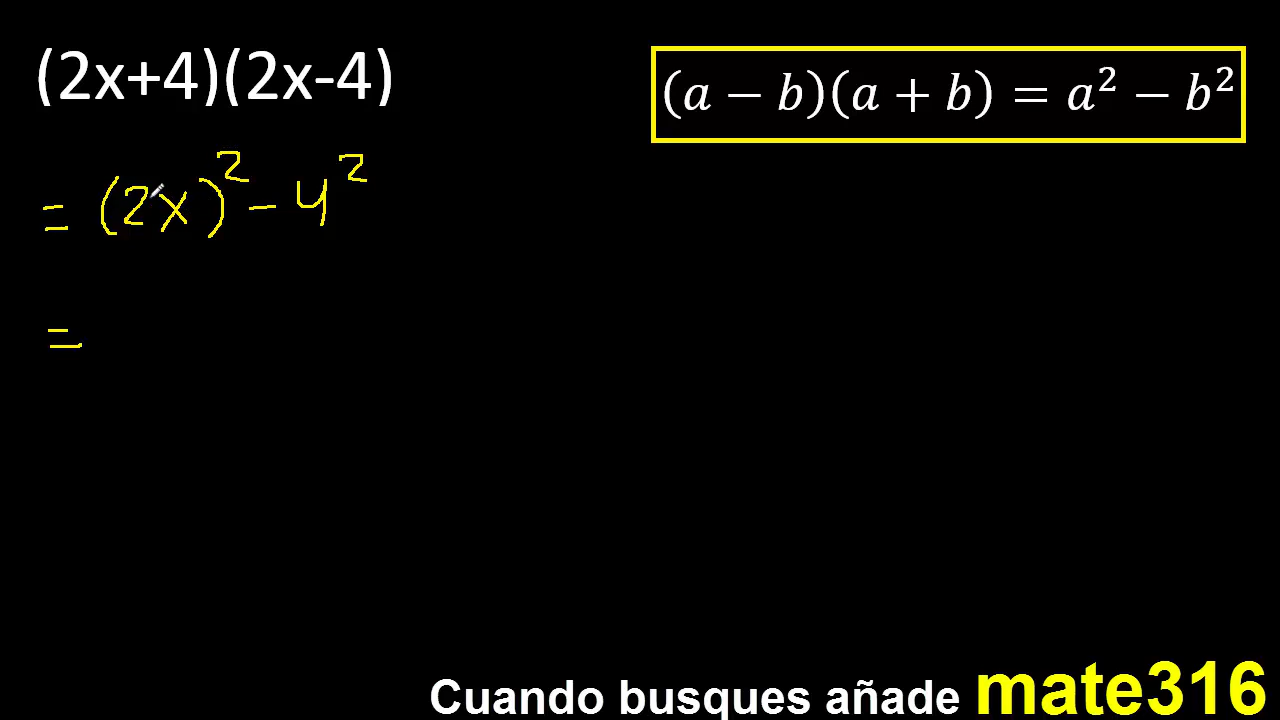 (2x+4)(2x-4)
(a − b)(a + b) = a² − b²
= (2x)² - 4²
=
Cuando busques añade mate316